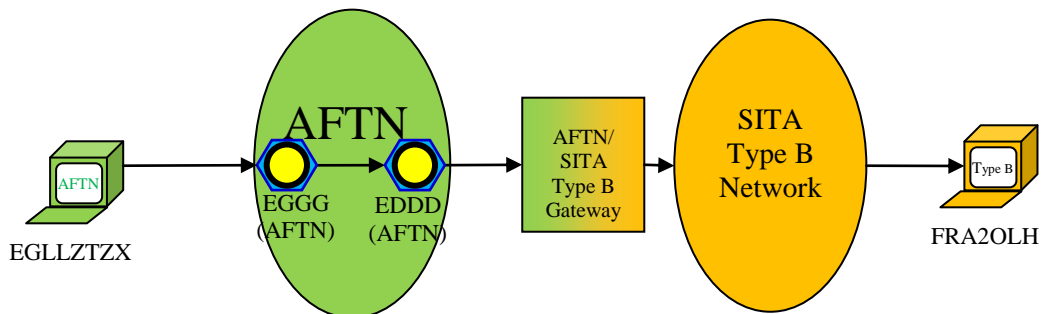 AFTN
EGLLZTZX
AFTN
EGGG
(AFTN)
EDDD
(AFTN)
AFTN/
SITA
Type B
Gateway
SITA
Type B
Network
Type B
FRA2OLH